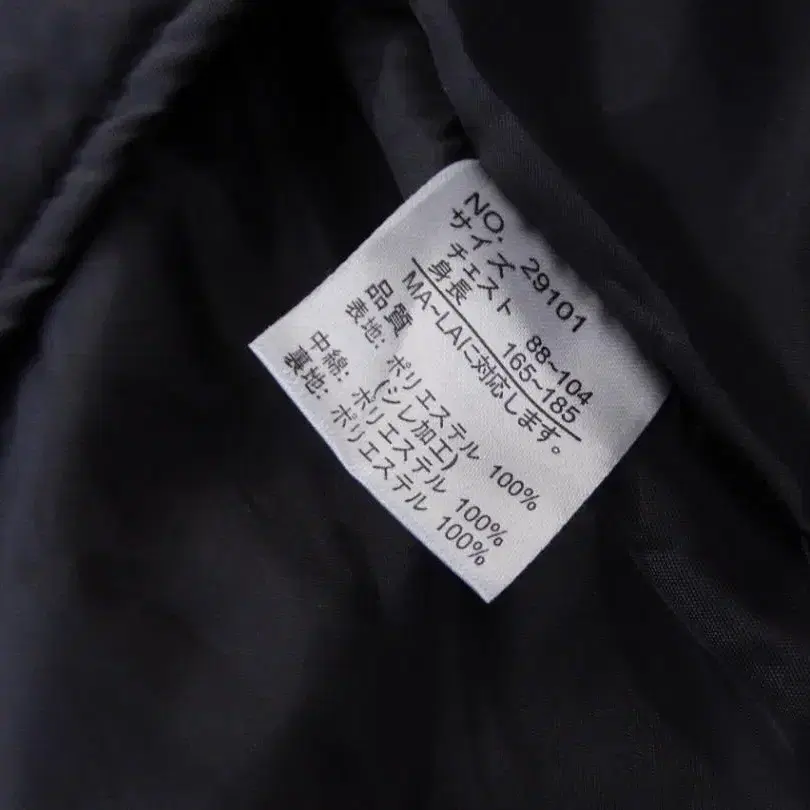 NO. 29101
サイズ
チェスト 88~104
身長 165~185
MA~LAに対応します。
品質
表地: ポリエステル 100%
(シレ加工)
中綿: ポリエステル 100%
裏地: ポリエステル 100%